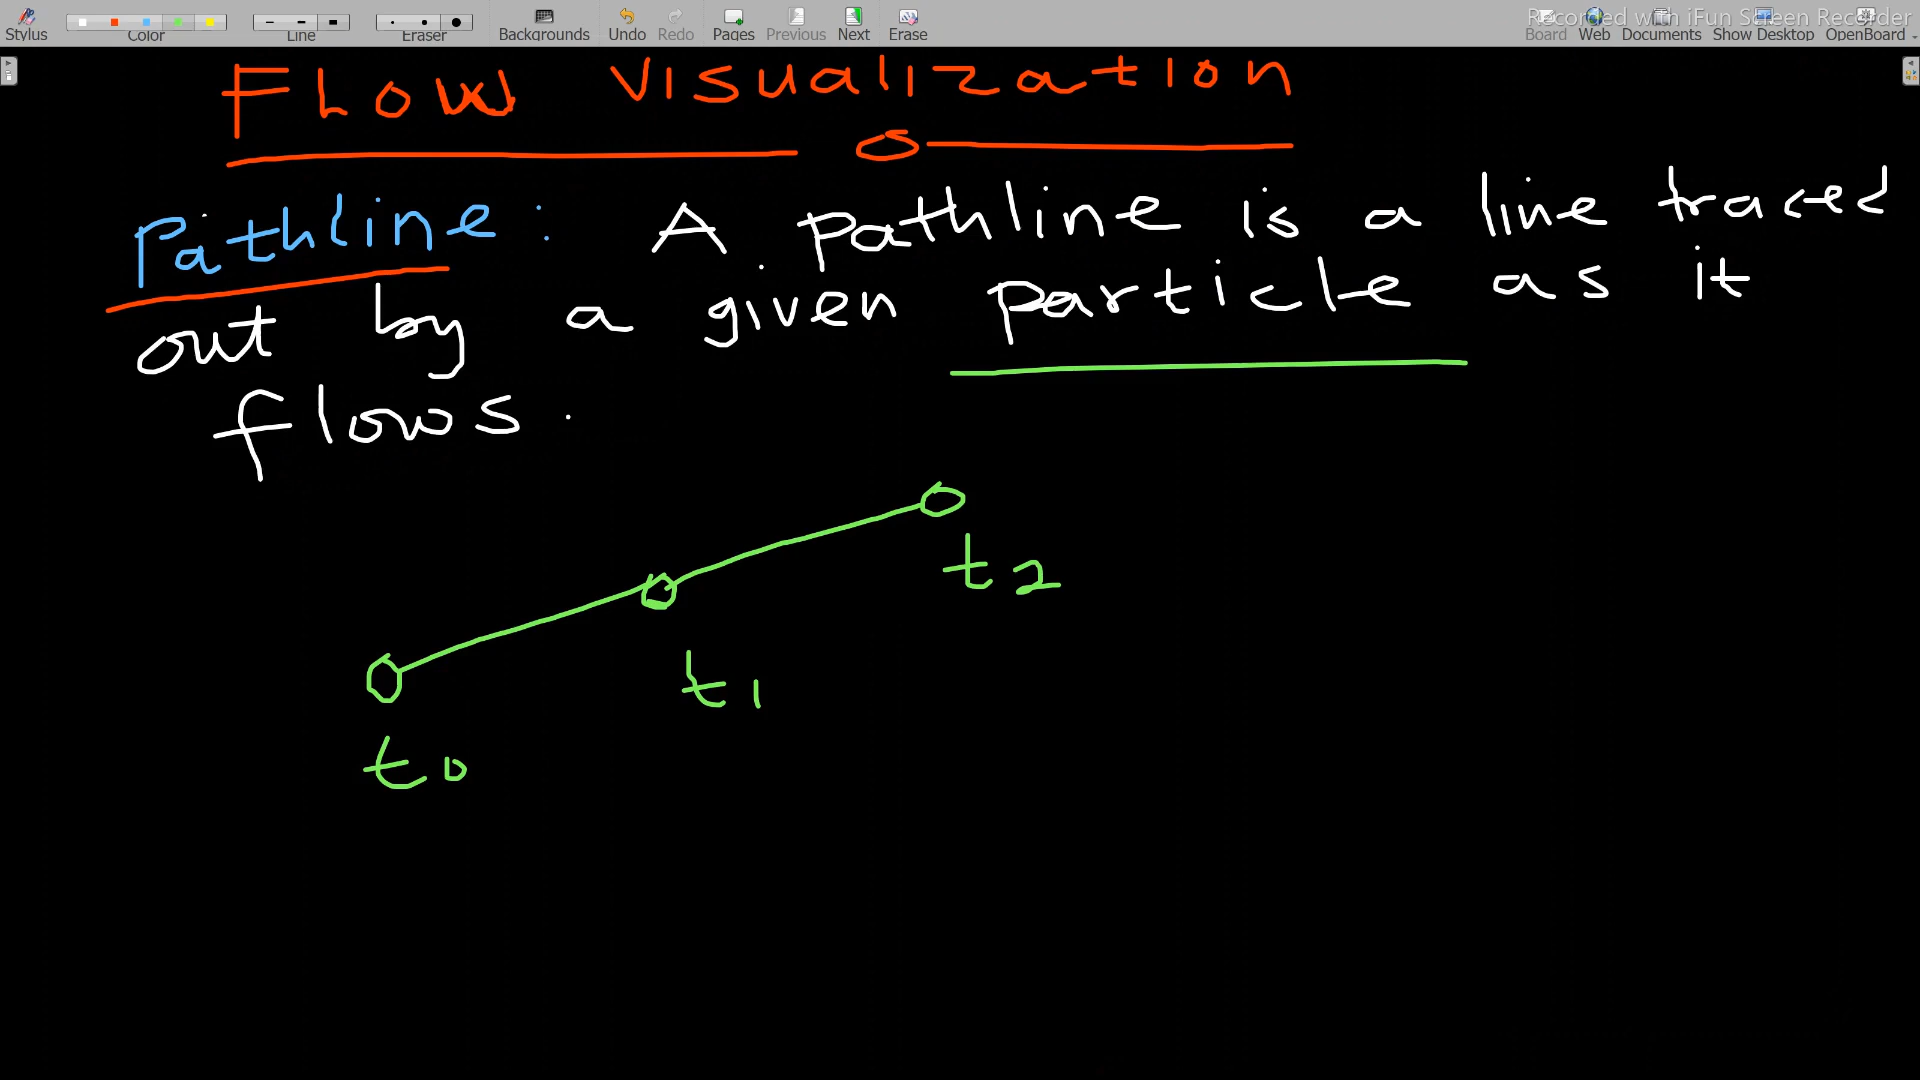 Recorded with iFun Screen Recorder
Stylus Color Line Eraser Backgrounds Undo Redo Pages Previous Next Erase Board Web Documents Show Desktop OpenBoard
Flow visualization
Pathline: A pathline is a line traced
out by a given particle as it
flows.
t2
t1
t0